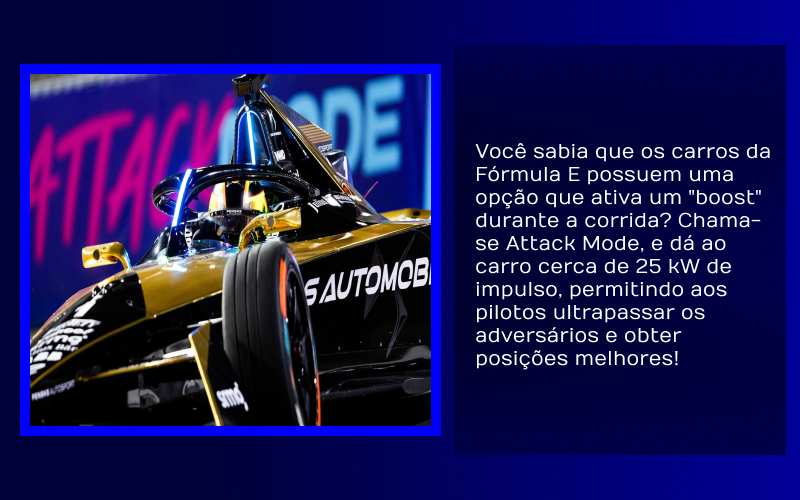 ATTACK MODE
S AUTOMOBI
PENSKE AUTOSPORT
Você sabia que os carros da
Fórmula E possuem uma
opção que ativa um "boost"
durante a corrida? Chama-
se Attack Mode, e dá ao
carro cerca de 25 kW de
impulso, permitindo aos
pilotos ultrapassar os
adversários e obter
posições melhores!